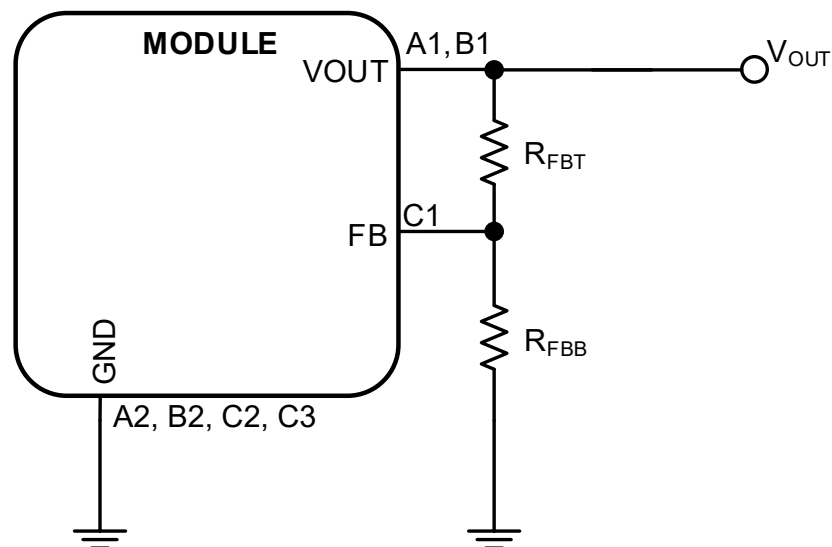 MODULE
A1, B1
VOUT
VOUT
RFBT
C1
FB
RFBB
GND
A2, B2, C2, C3